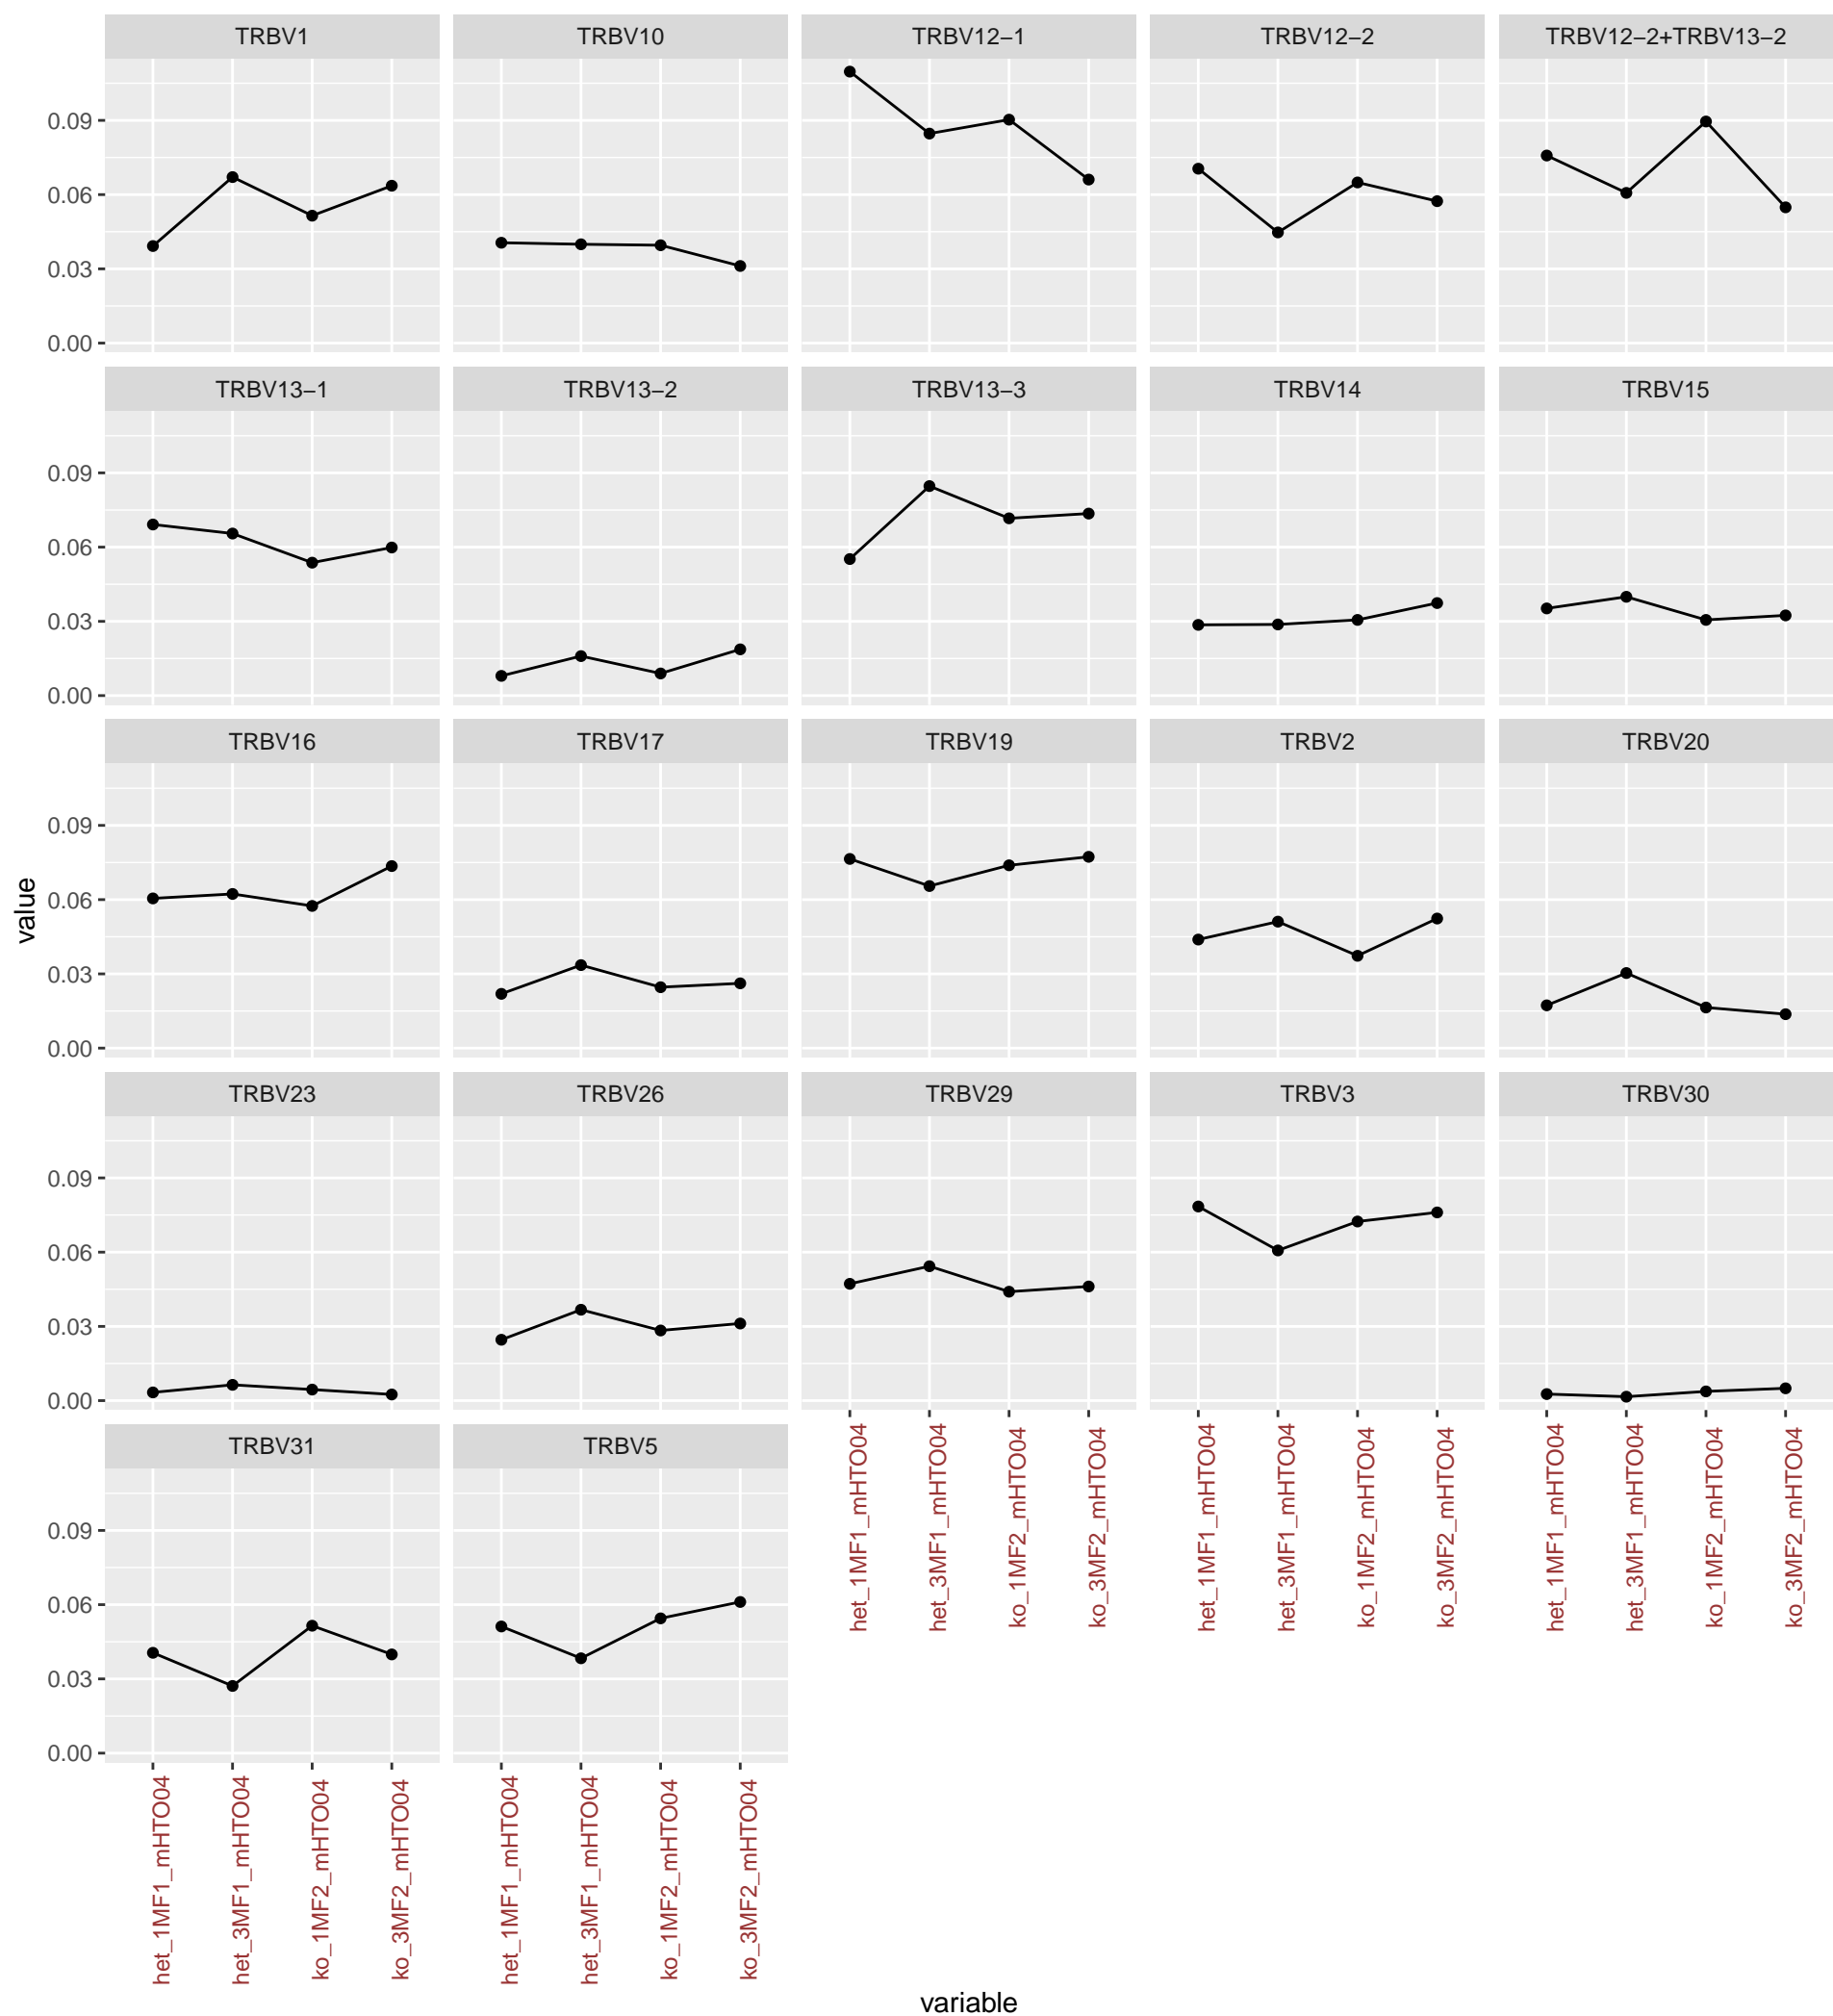 TRBV1 TRBV10 TRBV12−1 TRBV12−2 TRBV12−2+TRBV13−2
0.09
0.06
0.03
0.00
TRBV13−1 TRBV13−2 TRBV13−3 TRBV14 TRBV15
0.09
0.06
0.03
0.00
TRBV16 TRBV17 TRBV19 TRBV2 TRBV20
0.09
0.06
0.03
0.00
value
TRBV23 TRBV26 TRBV29 TRBV3 TRBV30
0.09
0.06
0.03
0.00
TRBV31 TRBV5
0.09
0.06
0.03
0.00
het_1MF1_mHTO04
het_3MF1_mHTO04
ko_1MF2_mHTO04
ko_3MF2_mHTO04
het_1MF1_mHTO04
het_3MF1_mHTO04
ko_1MF2_mHTO04
ko_3MF2_mHTO04
het_1MF1_mHTO04
het_3MF1_mHTO04
ko_1MF2_mHTO04
ko_3MF2_mHTO04
het_1MF1_mHTO04
het_3MF1_mHTO04
ko_1MF2_mHTO04
ko_3MF2_mHTO04
het_1MF1_mHTO04
het_3MF1_mHTO04
ko_1MF2_mHTO04
ko_3MF2_mHTO04
variable